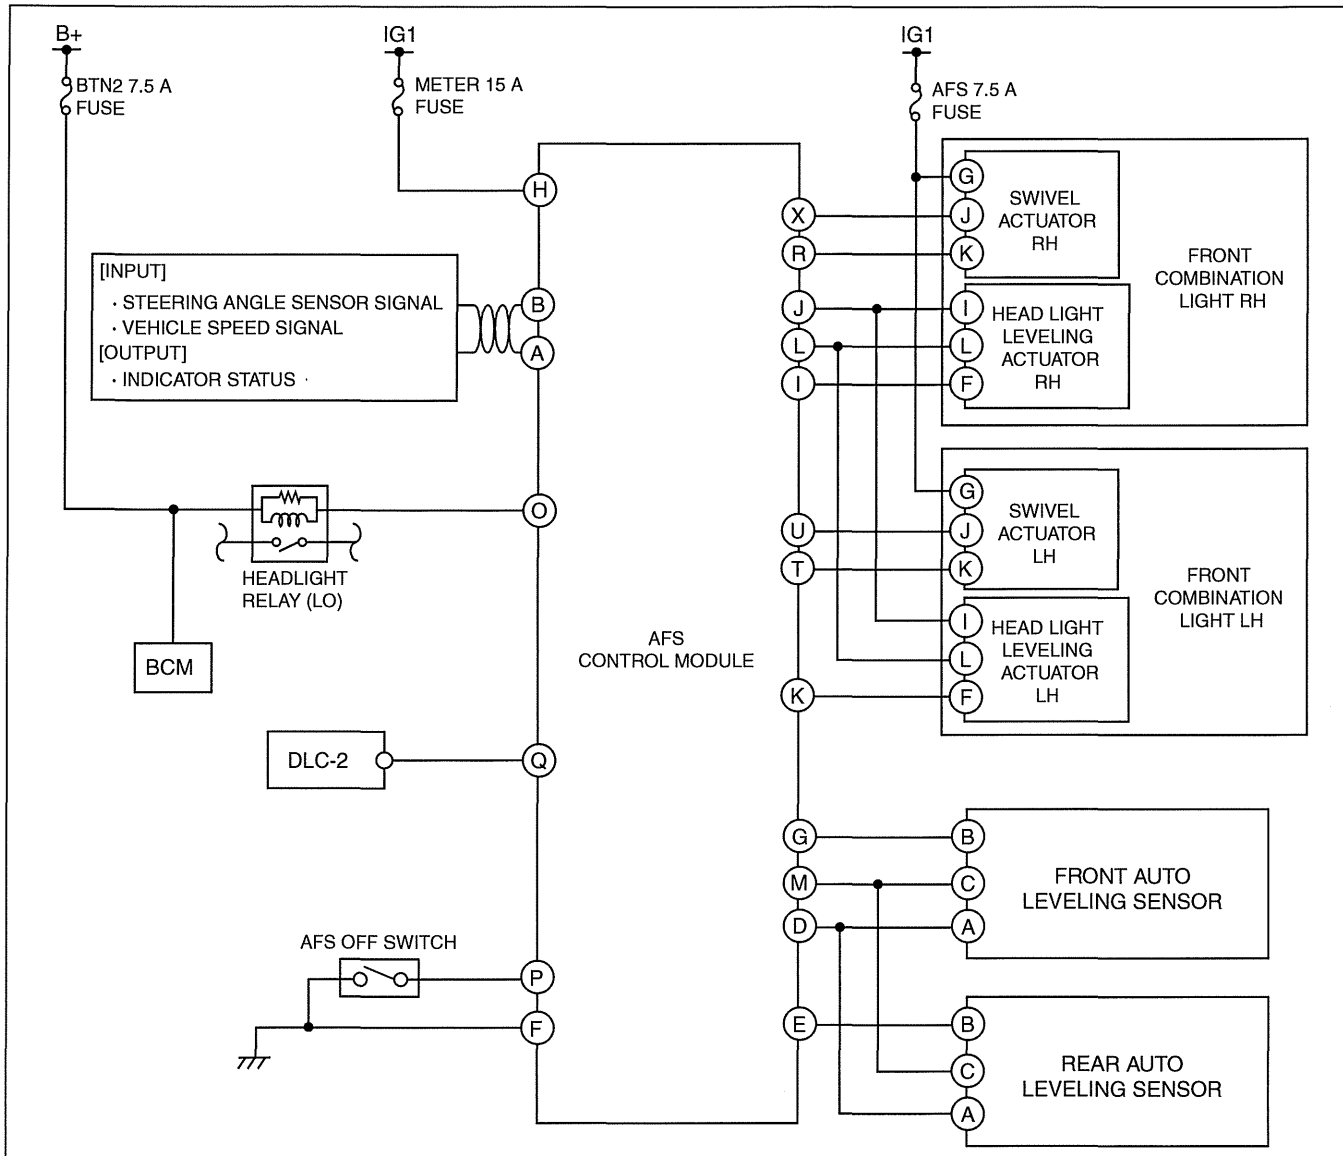 B+
IG1
IG1
BTN2 7.5 A
FUSE
METER 15 A
FUSE
AFS 7.5 A
FUSE
[INPUT]
· STEERING ANGLE SENSOR SIGNAL
· VEHICLE SPEED SIGNAL
[OUTPUT]
· INDICATOR STATUS
HEADLIGHT
RELAY (LO)
BCM
DLC-2
AFS OFF SWITCH
H
B
A
O
Q
P
F
AFS
CONTROL MODULE
X
R
J
L
I
U
T
K
G
M
D
E
G
J
K
SWIVEL
ACTUATOR
RH
I
L
F
HEAD LIGHT
LEVELING
ACTUATOR
RH
FRONT
COMBINATION
LIGHT RH
G
J
K
SWIVEL
ACTUATOR
LH
I
L
F
HEAD LIGHT
LEVELING
ACTUATOR
LH
FRONT
COMBINATION
LIGHT LH
B
C
A
FRONT AUTO
LEVELING SENSOR
B
C
A
REAR AUTO
LEVELING SENSOR